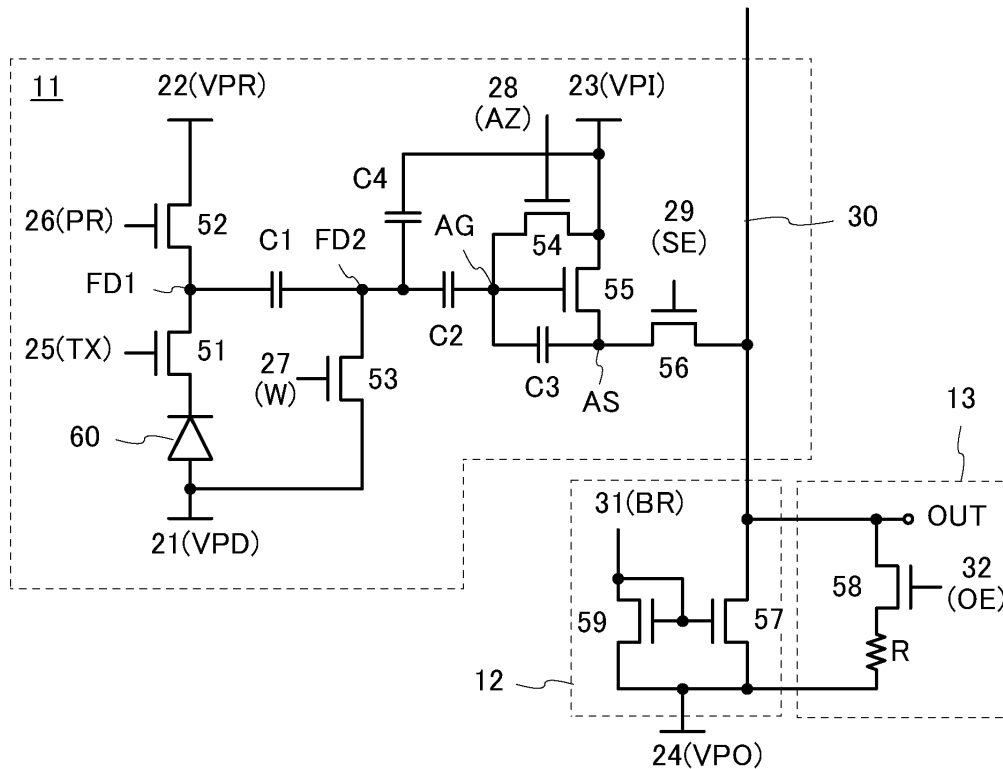 11
22(VPR)
28
(AZ)
23(VPI)
C4
29
(SE)
30
26(PR)
52
C1
FD2
AG
54
FD1
55
C2
25(TX)
51
27
(W)
53
C3
AS
56
60
13
21(VPD)
31(BR)
OUT
58
32
(OE)
59
57
R
12
24(VPO)